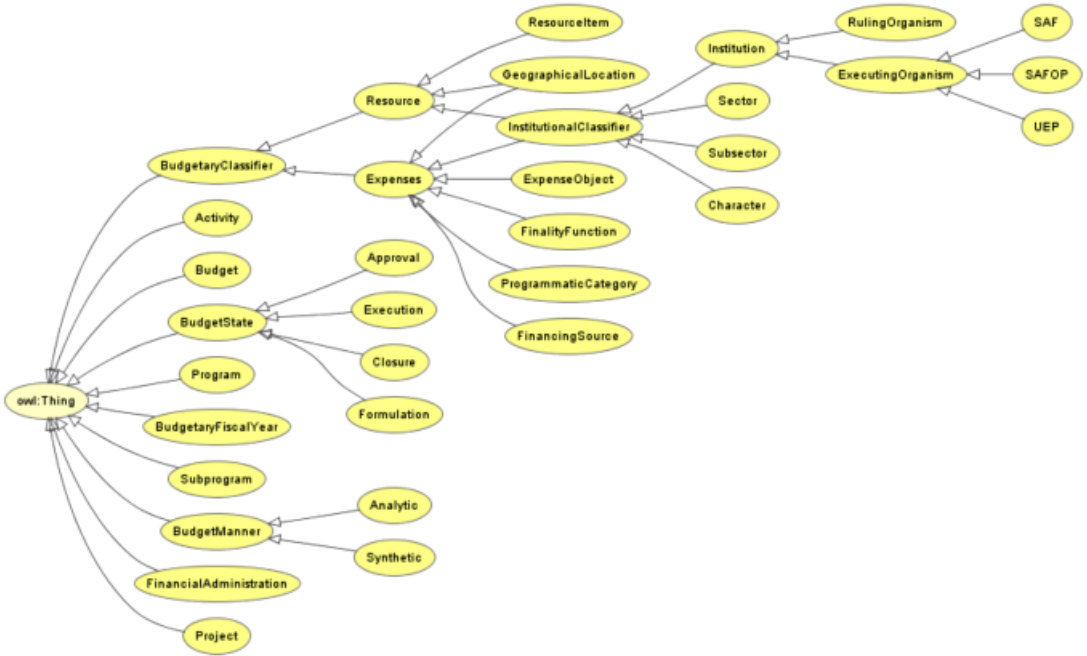 ResourceItem
RulingOrganism
SAF
Institution
GeographicalLocation
ExecutingOrganism
SAFOP
Resource
Sector
InstitutionalClassifier
UEP
Subsector
BudgetaryClassifier
Expenses
ExpenseObject
Character
Activity
FinalityFunction
Approval
Budget
ProgrammaticCategory
Execution
BudgetState
FinancingSource
Closure
Program
owl:Thing
Formulation
BudgetaryFiscalYear
Subprogram
Analytic
BudgetManner
Synthetic
FinancialAdministration
Project